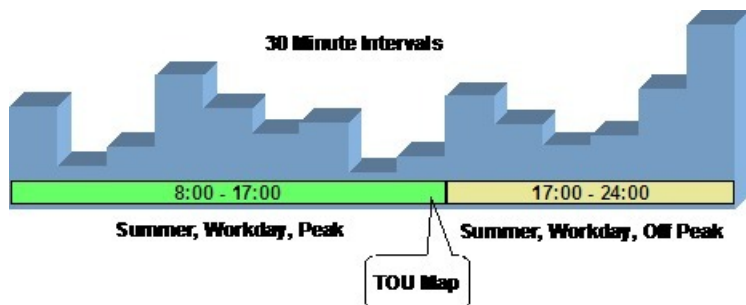 30 Minute Intervals
8:00 - 17:00
17:00 - 24:00
Summer, Workday, Peak
Summer, Workday, Off Peak
TOU Map